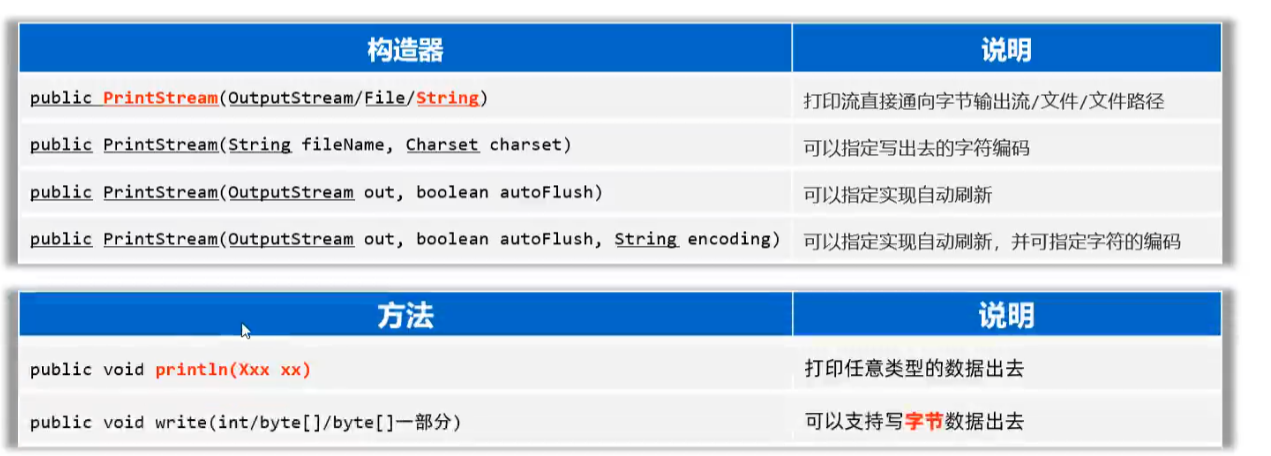 构造器 说明
public PrintStream(OutputStream/File/String) 打印流直接通向字节输出流/文件/文件路径
public PrintStream(String fileName, Charset charset) 可以指定写出去的字符编码
public PrintStream(OutputStream out, boolean autoFlush) 可以指定实现自动刷新
public PrintStream(OutputStream out, boolean autoFlush, String encoding) 可以指定实现自动刷新，并可指定字符的编码
方法 说明
public void println(Xxx xx) 打印任意类型的数据出去
public void write(int/byte[]/byte[]一部分) 可以支持写字节数据出去